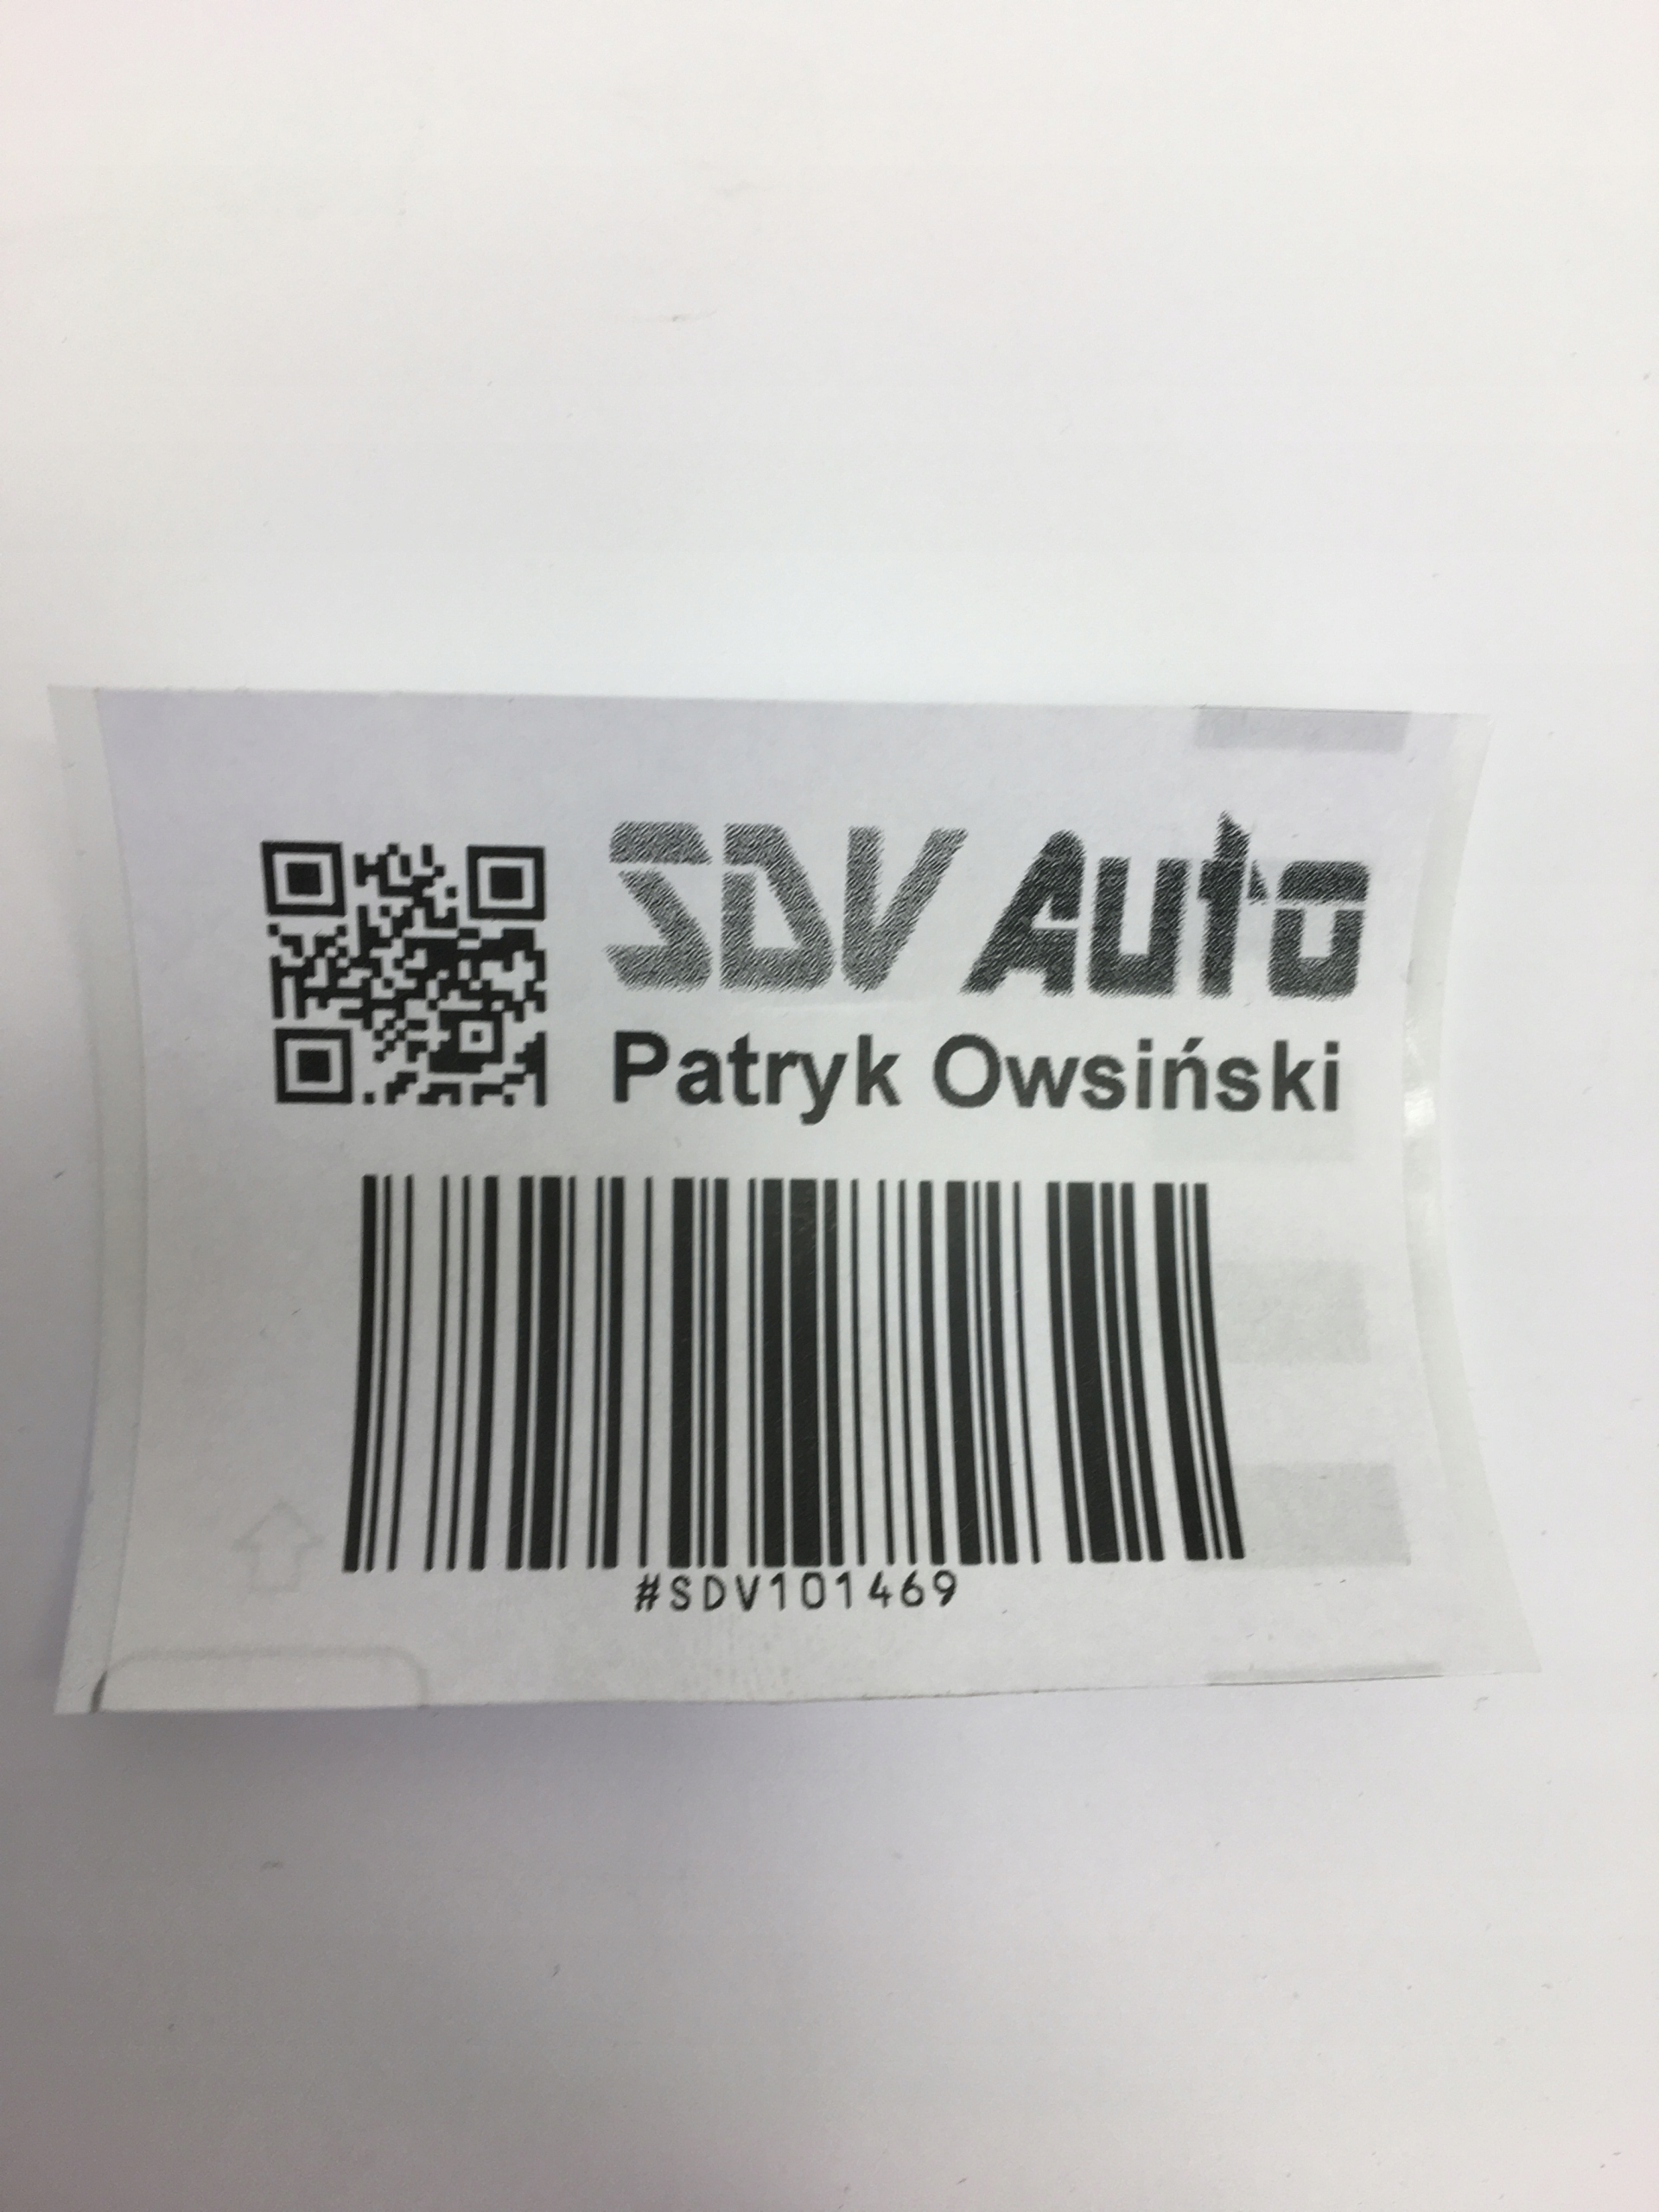 SDV Auto
Patryk Owsiński
#SDV101469